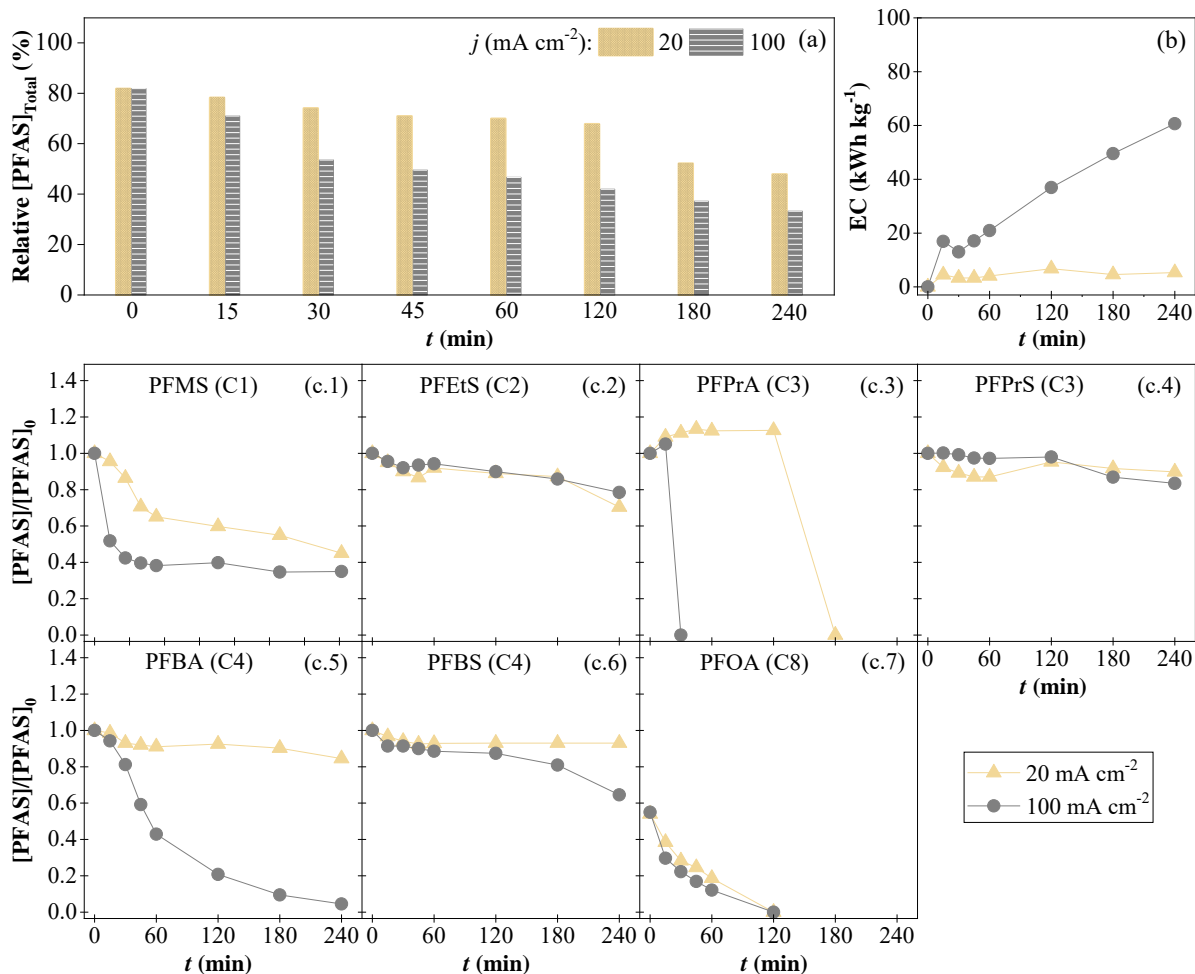 j (mA cm⁻²): 20 100 (a)
Relative [PFAS]Total (%)
100
80
60
40
20
0
0 15 30 45 60 120 180 240
t (min)
(b)
EC (kWh kg⁻¹)
100
80
60
40
20
0
0 60 120 180 240
t (min)
PFMS (C1) (c.1)
PFEtS (C2) (c.2)
PFPrA (C3) (c.3)
PFPrS (C3) (c.4)
[PFAS]/[PFAS]₀
1.4
1.2
1.0
0.8
0.6
0.4
0.2
0.0
0 60 120 180 240
t (min)
PFBA (C4) (c.5)
PFBS (C4) (c.6)
PFOA (C8) (c.7)
[PFAS]/[PFAS]₀
1.4
1.2
1.0
0.8
0.6
0.4
0.2
0.0
0 60 120 180 240
t (min)
0 60 120 180 240
t (min)
0 60 120 180 240
t (min)
20 mA cm⁻²
100 mA cm⁻²